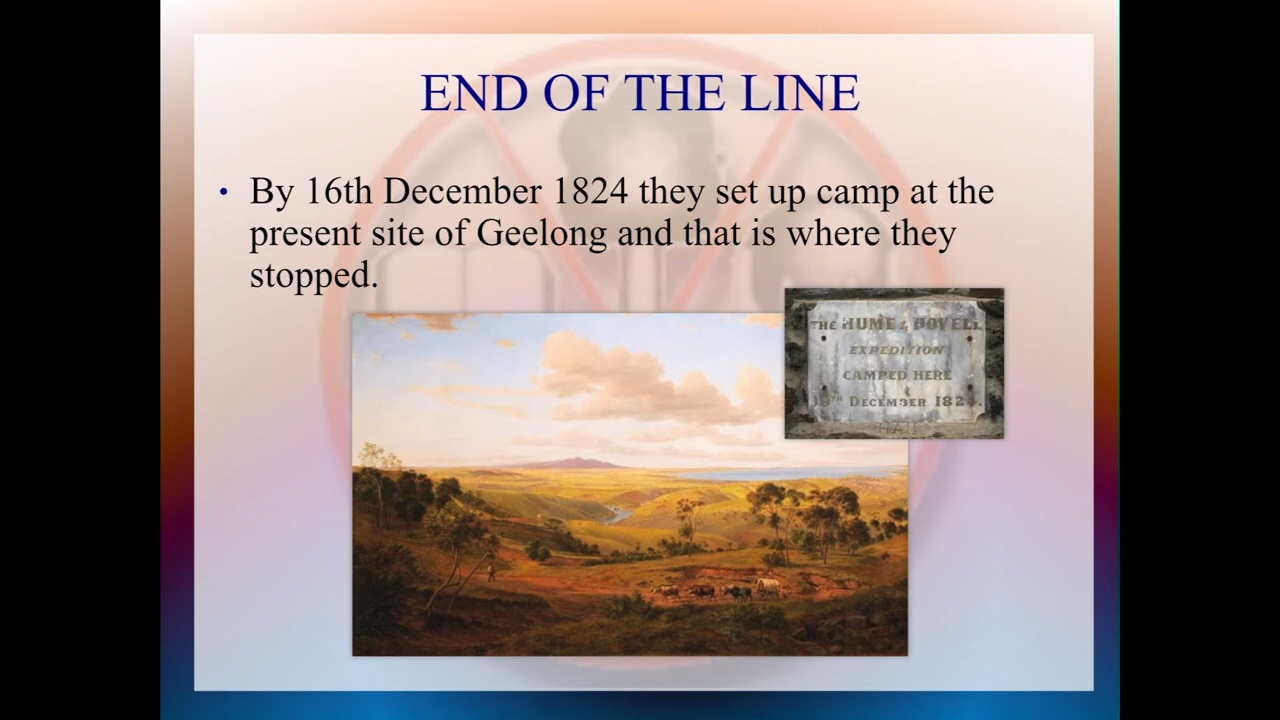 END OF THE LINE
• By 16th December 1824 they set up camp at the
present site of Geelong and that is where they
stopped.
THE HUME & HOVELL
EXPEDITION
CAMPED HERE
DECEMBER 1824.